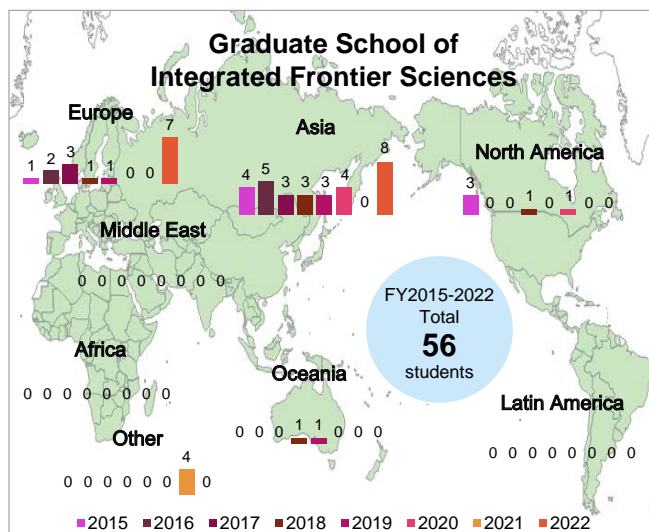 Graduate School of
Integrated Frontier Sciences
Europe
1 2 3 1 1 0 0 7
Asia
4 5 3 3 3 4 0 8
North America
3 0 0 1 0 1 0 0
Middle East
0 0 0 0 0 0 0 0
FY2015-2022
Total
56
students
Africa
0 0 0 0 0 0 0 0
Oceania
0 0 0 1 1 0 0 0
Latin America
0 0 0 0 0 0 0 0
Other
0 0 0 0 0 0 4 0
2015 2016 2017 2018 2019 2020 2021 2022